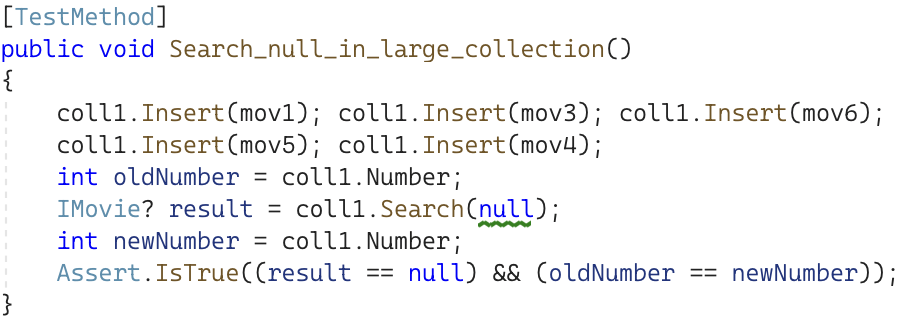 [TestMethod]
public void Search_null_in_large_collection()
{
    coll1.Insert(mov1); coll1.Insert(mov3); coll1.Insert(mov6);
    coll1.Insert(mov5); coll1.Insert(mov4);
    int oldNumber = coll1.Number;
    IMovie? result = coll1.Search(null);
    int newNumber = coll1.Number;
    Assert.IsTrue((result == null) && (oldNumber == newNumber));
}